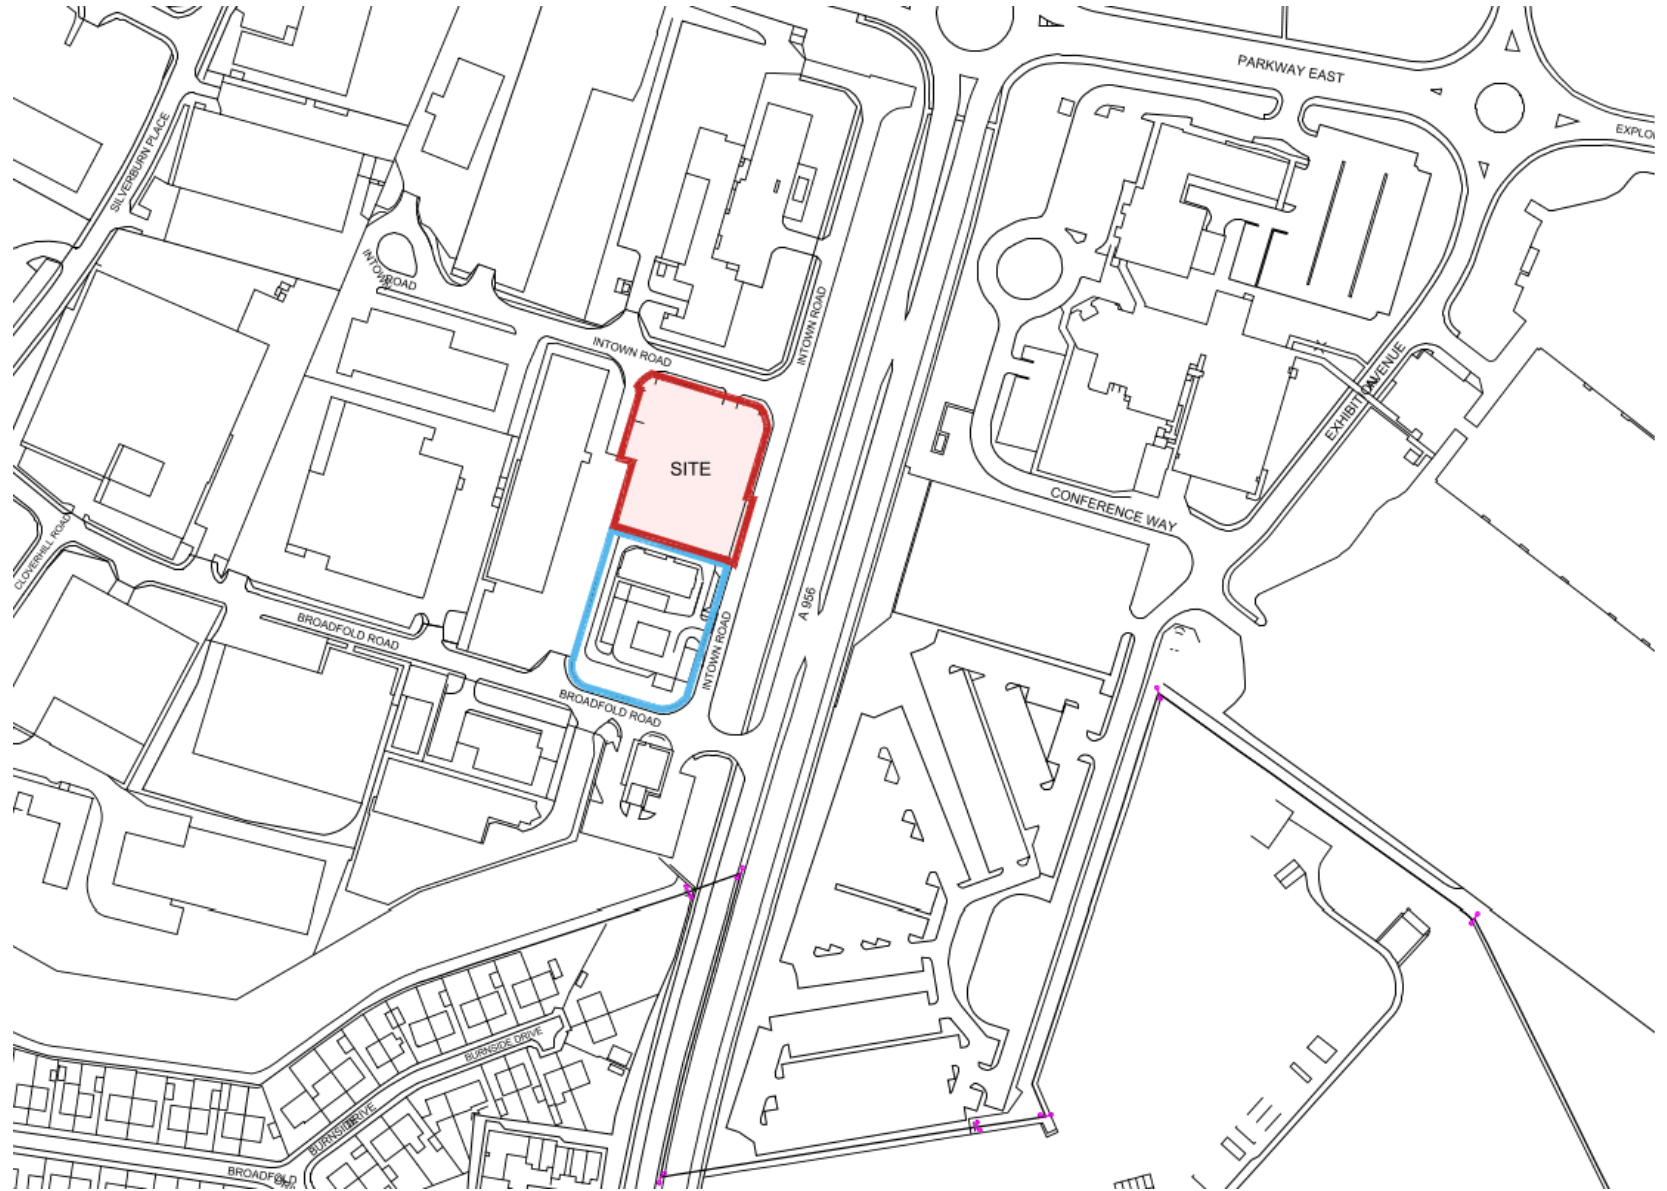 PARKWAY EAST
EXPLO
SILVERBURN PLACE
INTOWN ROAD
INTOWN ROAD
INTOWN ROAD
EXHIBIT AVENUE
SITE
CONFERENCE WAY
CLOVERHILL ROAD
A 956
BROADFOLD ROAD
INTOWN ROAD
BROADFOLD ROAD
BURNSIDE DRIVE
BURNSIDE DRIVE
BROADFOLD